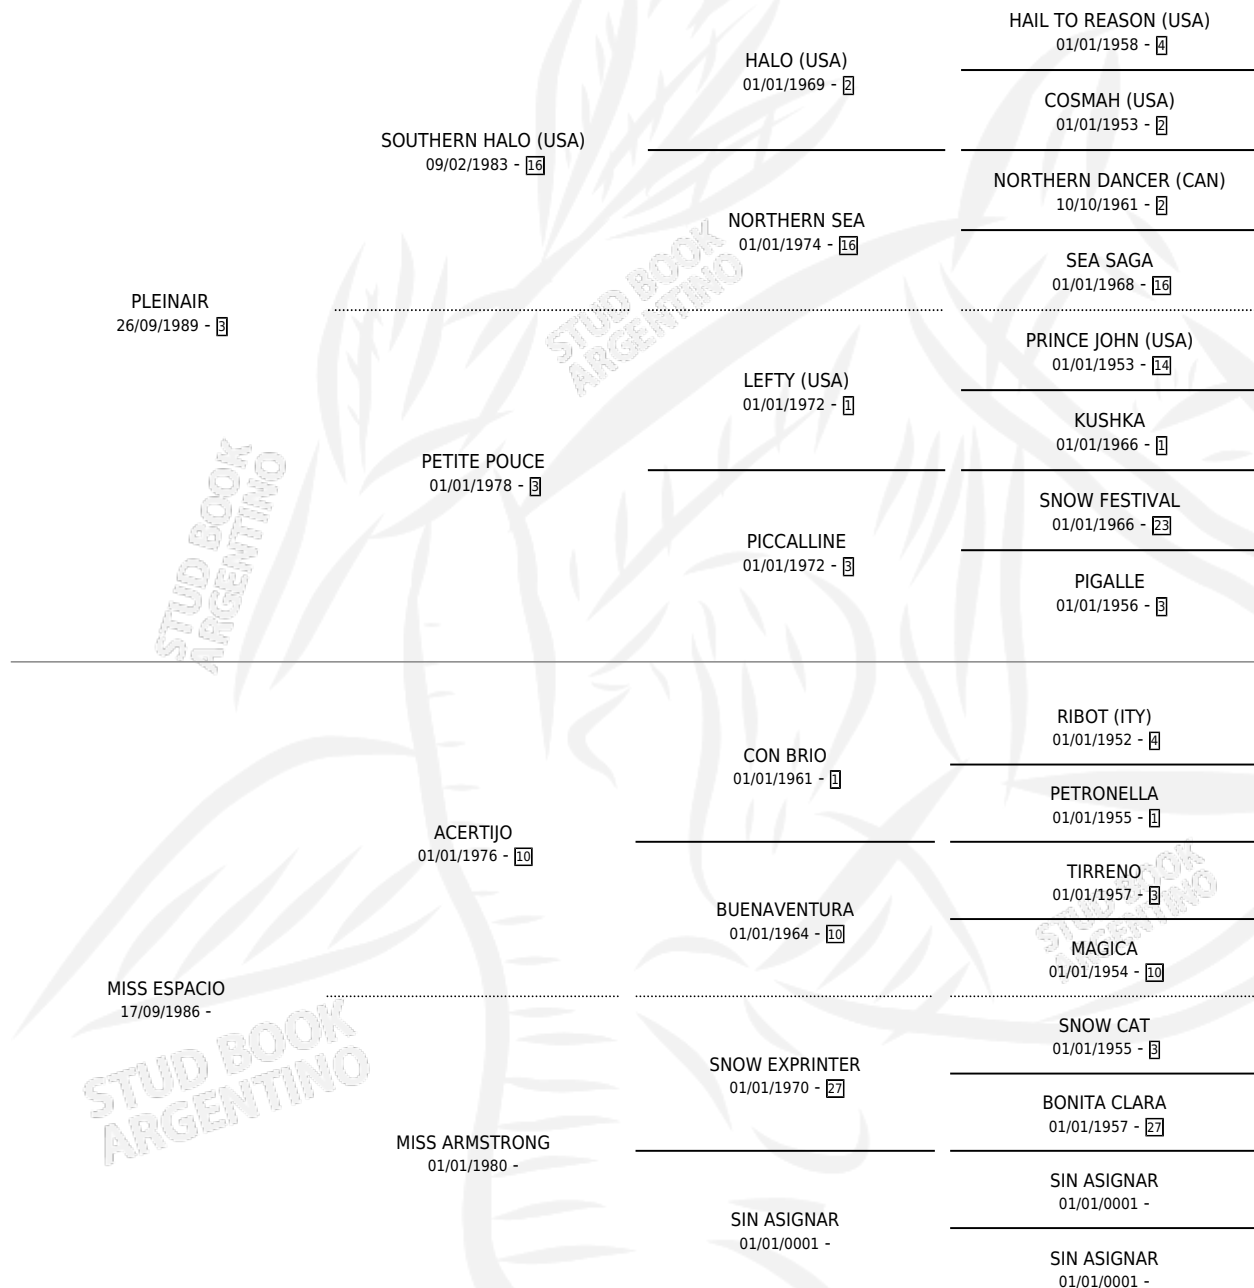 HAIL TO REASON (USA)
01/01/1958 - 4
HALO (USA)
01/01/1969 - 2
COSMAH (USA)
01/01/1953 - 2
SOUTHERN HALO (USA)
09/02/1983 - 16
NORTHERN DANCER (CAN)
10/10/1961 - 2
NORTHERN SEA
01/01/1974 - 16
SEA SAGA
01/01/1968 - 16
PLEINAIR
26/09/1989 - 3
STUD BOOK
ARGENTINO
PRINCE JOHN (USA)
01/01/1953 - 14
LEFTY (USA)
01/01/1972 - 1
KUSHKA
01/01/1966 - 1
PETITE POUCE
01/01/1978 - 3
SNOW FESTIVAL
01/01/1966 - 23
PICCALLINE
01/01/1972 - 3
PIGALLE
01/01/1956 - 3
STUD BOOK
ARGENTINO
RIBOT (ITY)
01/01/1952 - 4
CON BRIO
01/01/1961 - 1
PETRONELLA
01/01/1955 - 1
ACERTIJO
01/01/1976 - 10
TIRRENO
01/01/1957 - 3
BUENAVENTURA
01/01/1964 - 10
MAGICA
01/01/1954 - 10
STUD BOOK
ARGENTINO
MISS ESPACIO
17/09/1986 -
SNOW CAT
01/01/1955 - 3
SNOW EXPRINTER
01/01/1970 - 27
BONITA CLARA
01/01/1957 - 27
STUD BOOK
ARGENTINO
MISS ARMSTRONG
01/01/1980 -
SIN ASIGNAR
01/01/0001 -
SIN ASIGNAR
01/01/0001 -
SIN ASIGNAR
01/01/0001 -